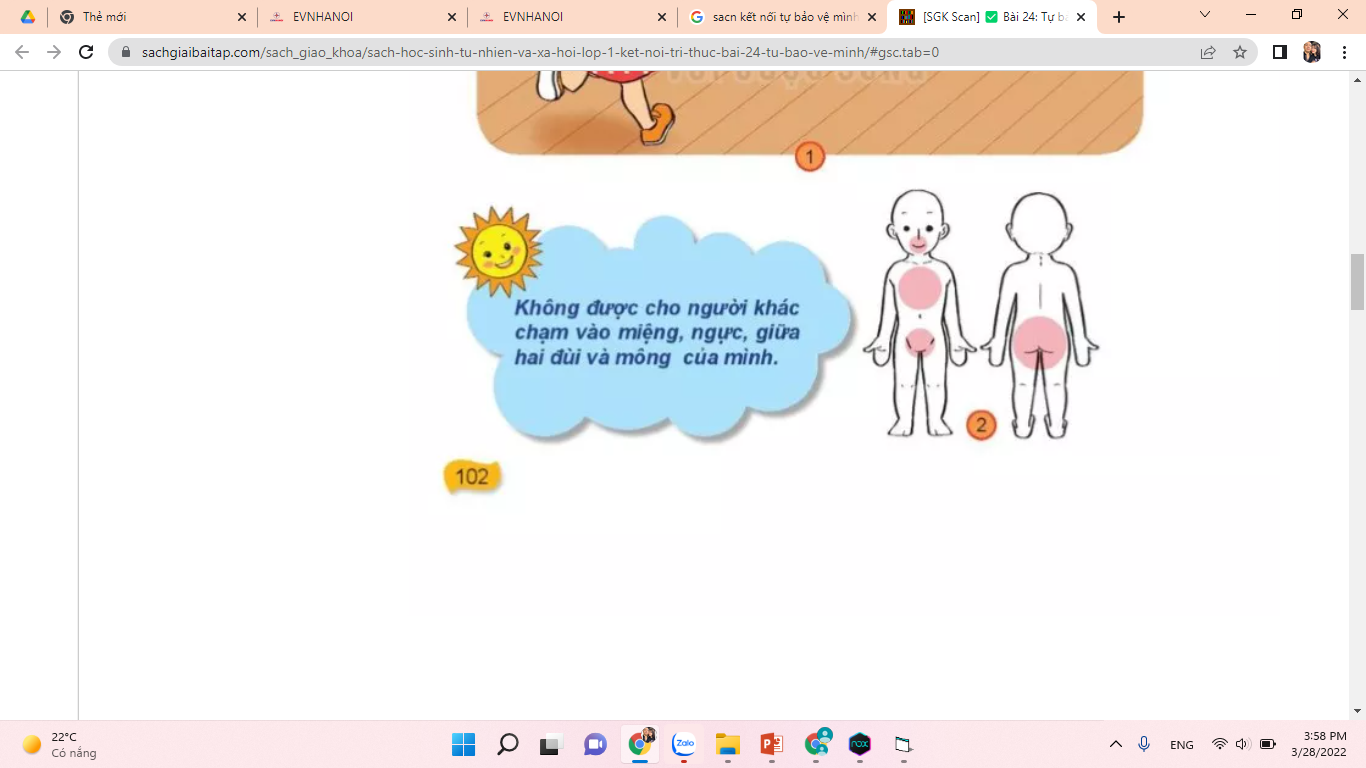 Thẻ mới
EVNHANOI
EVNHANOI
sacn kết nối tự bảo vệ mình
[SGK Scan] ✅ Bài 24: Tự bả
sachgiaibaitap.com/sach_giao_khoa/sach-hoc-sinh-tu-nhien-va-xa-hoi-lop-1-ket-noi-tri-thuc-bai-24-tu-bao-ve-minh/#gsc.tab=0
1
Không được cho người khác
chạm vào miệng, ngực, giữa
hai đùi và mông của mình.
2
102
22°C
Có nắng
Zalo
nox
ENG
3:58 PM
3/28/2022